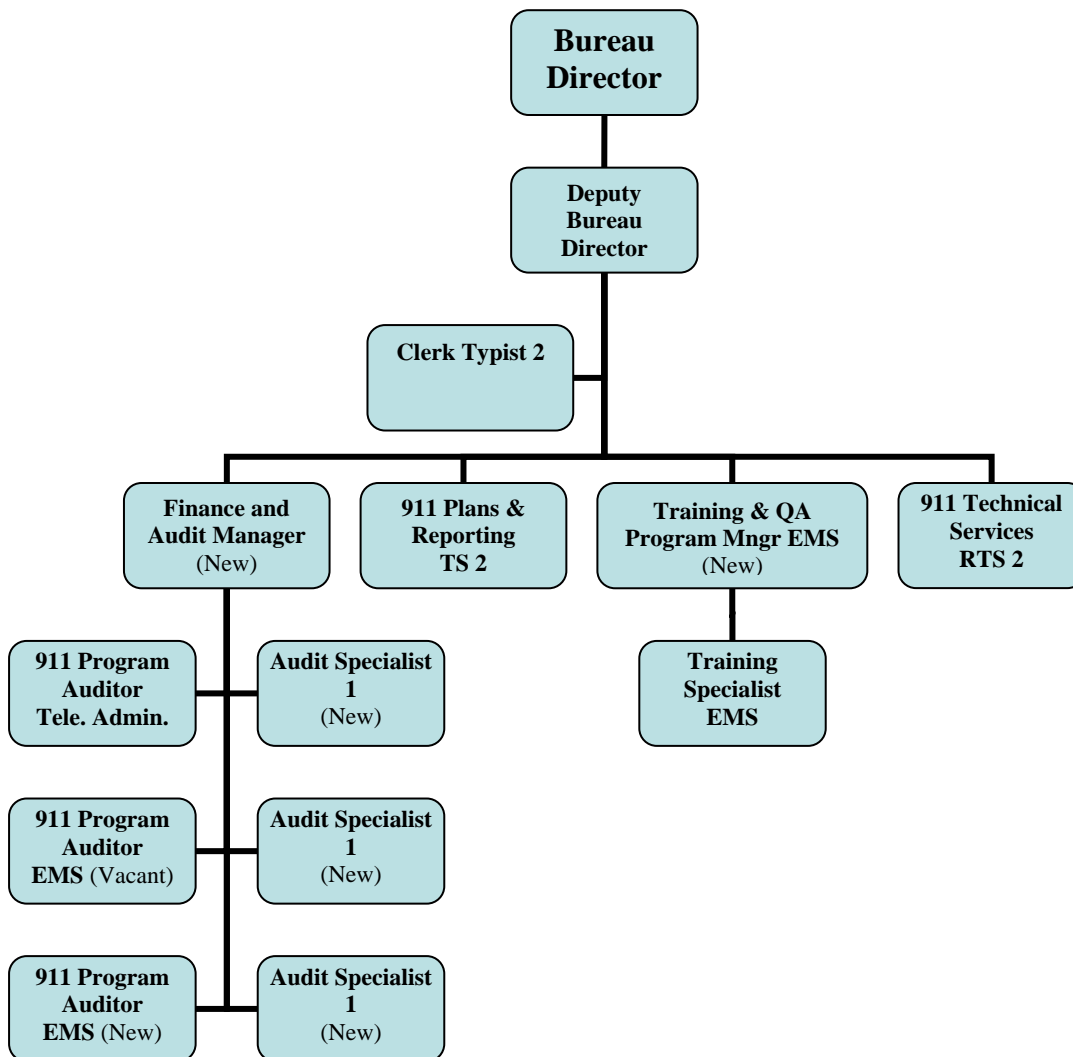 Bureau
Director
Deputy
Bureau
Director
Clerk Typist 2
Finance and
Audit Manager
(New)
911 Plans &
Reporting
TS 2
Training & QA
Program Mngr EMS
(New)
911 Technical
Services
RTS 2
911 Program
Auditor
Tele. Admin.
Audit Specialist
1
(New)
Training
Specialist
EMS
911 Program
Auditor
EMS (Vacant)
Audit Specialist
1
(New)
911 Program
Auditor
EMS (New)
Audit Specialist
1
(New)